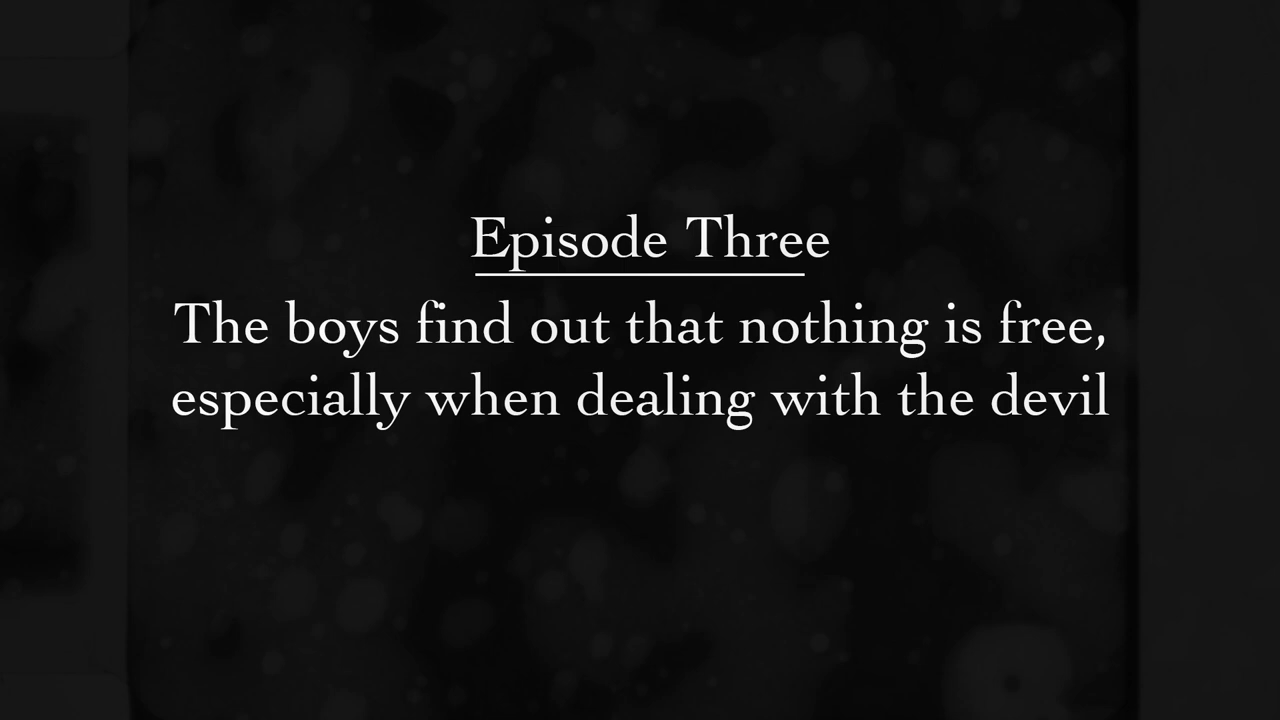 Episode Three
The boys find out that nothing is free,
especially when dealing with the devil